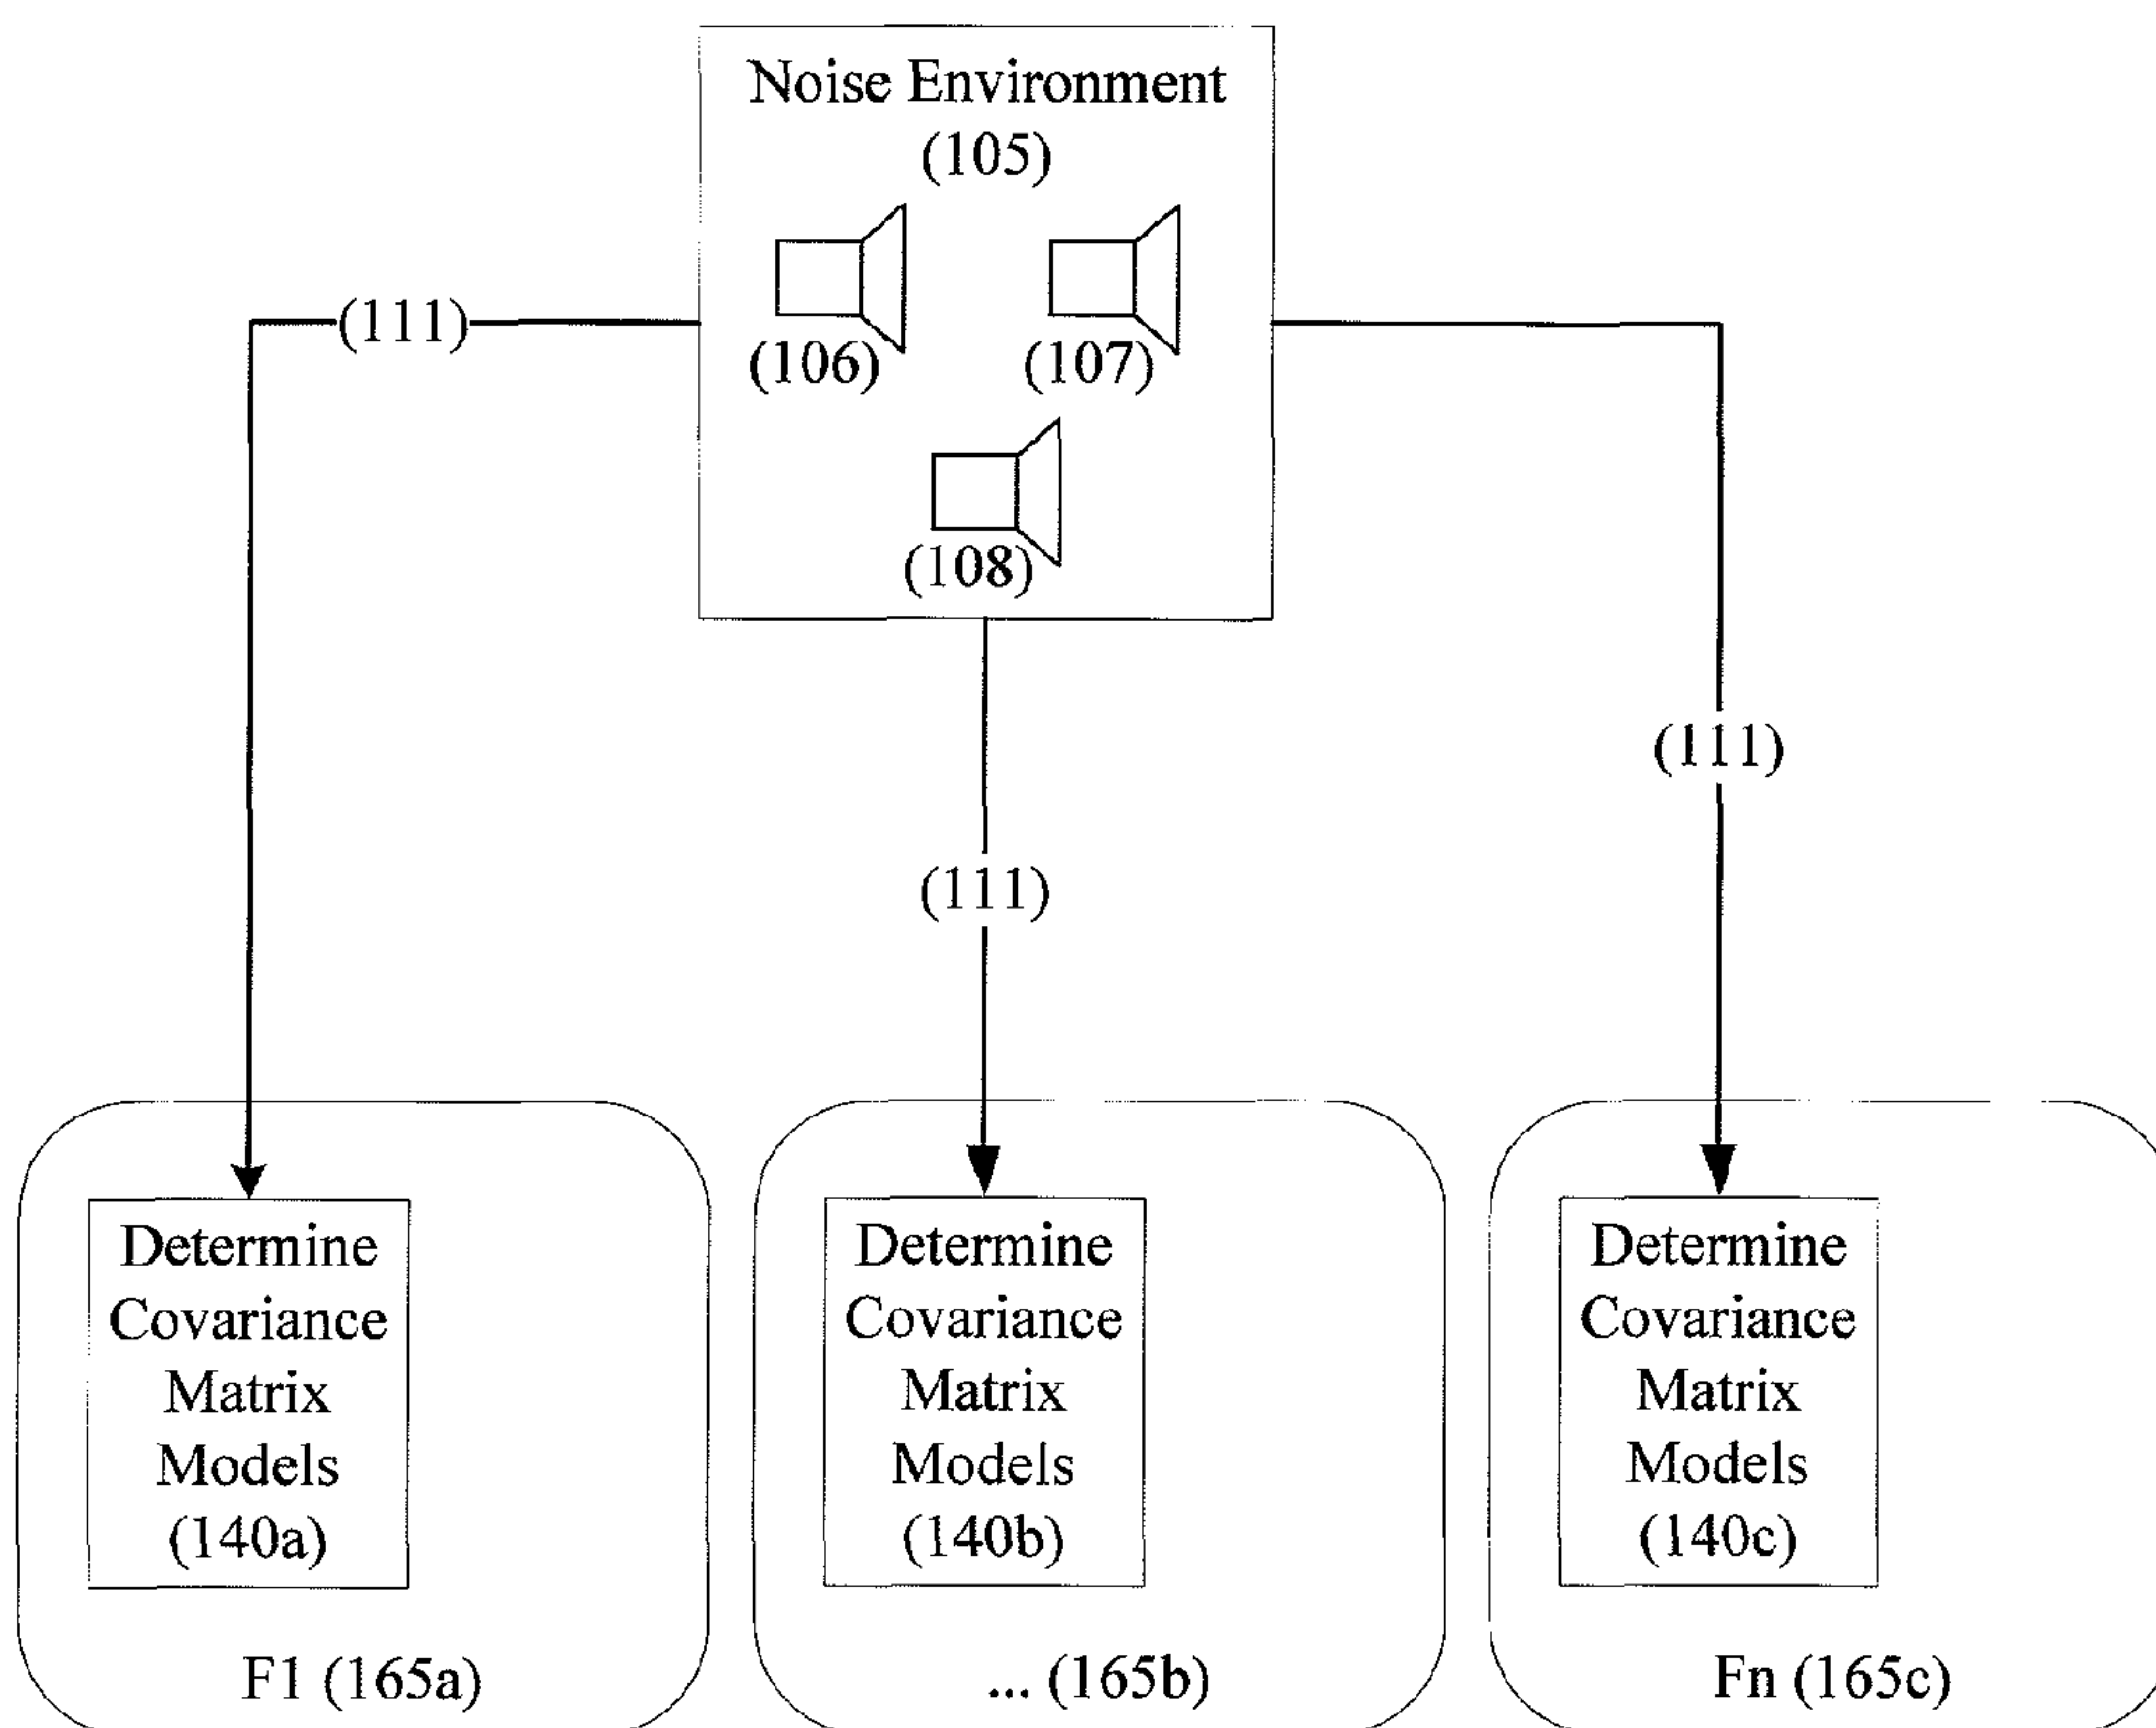 Noise Environment
(105)
(106)
(107)
(108)
(111)
(111)
(111)
Determine
Covariance
Matrix
Models
(140a)
F1 (165a)
Determine
Covariance
Matrix
Models
(140b)
... (165b)
Determine
Covariance
Matrix
Models
(140c)
Fn (165c)